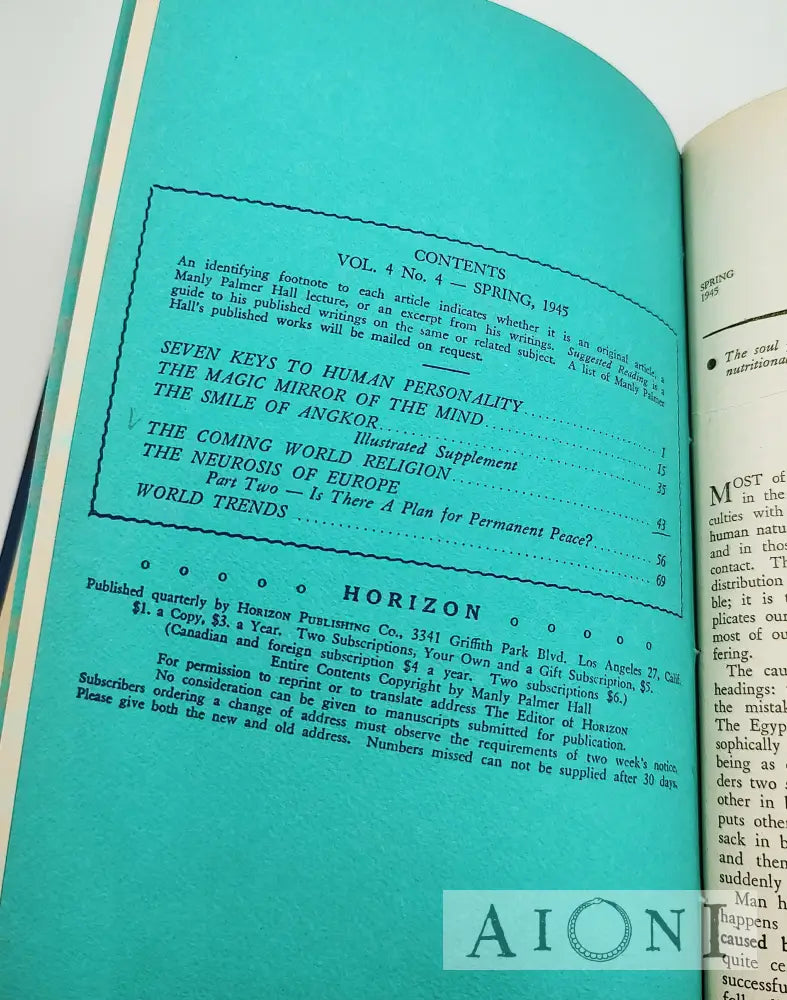 CONTENTS
VOL. 4 No. 4 — SPRING, 1945
An identifying footnote to each article indicates whether it is an original article, a
Manly Palmer Hall lecture, or an excerpt from his writings. Suggested Reading is a
guide to his published writings on the same or related subject. A list of Manly Palmer
Hall's published works will be mailed on request.
SEVEN KEYS TO HUMAN PERSONALITY.................... 1
THE MAGIC MIRROR OF THE MIND.................... 15
THE SMILE OF ANGKOR.................... 35
Illustrated Supplement
THE COMING WORLD RELIGION.................... 43
THE NEUROSIS OF EUROPE
Part Two — Is There A Plan for Permanent Peace?........ 56
WORLD TRENDS .................... 69
o o o o o HORIZON o o o o o
Published quarterly by HORIZON PUBLISHING CO., 3341 Griffith Park Blvd. Los Angeles 27, Calif.
$1. a Copy, $3. a Year. Two Subscriptions, Your Own and a Gift Subscription, $5.
(Canadian and foreign subscription $4 a year. Two subscriptions $6.)
Entire Contents Copyright by Manly Palmer Hall
For permission to reprint or to translate address The Editor of HORIZON
No consideration can be given to manuscripts submitted for publication.
Subscribers ordering a change of address must observe the requirements of two week's notice.
Please give both the new and old address. Numbers missed can not be supplied after 30 days.
SPRING
1945
The soul
nutritional
MOST of
in the
culties with
human natu
and in thos
contact. Th
distribution
ble; it is t
plicates our
most of ou
fering.
The cau
headings:
the mistak
The Egyp
sophically
being as
ders two
other in
puts othe
sack in b
and then
suddenly
Man h
happens
caused b
quite ce
successfu
AIONI